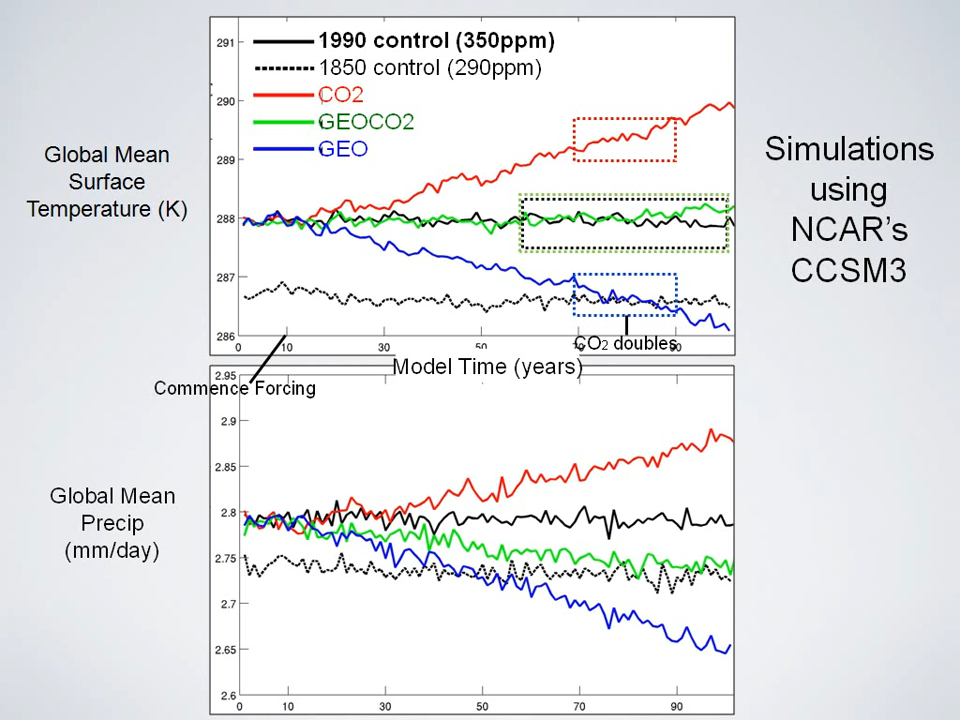 291
1990 control (350ppm)
1850 control (290ppm)
290
CO2
GEOCO2
GEO
289
Global Mean
Surface
Temperature (K)
288
287
286
Simulations
using
NCAR's
CCSM3
CO2 doubles
0
10
30
50
70
90
Model Time (years)
Commence Forcing
2.95
2.9
2.85
2.8
2.75
2.7
2.65
2.6
Global Mean
Precip
(mm/day)
0
10
30
50
70
90